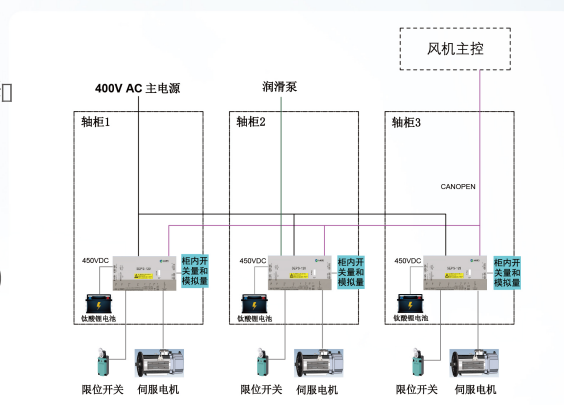 风机主控
400V AC 主电源
润滑泵
轴柜1
轴柜2
轴柜3
CANOPEN
450VDC
柜内开
关量和
模拟量
钛酸锂电池
450VDC
柜内开
关量和
模拟量
钛酸锂电池
450VDC
柜内开
关量和
模拟量
钛酸锂电池
限位开关
伺服电机
限位开关
伺服电机
限位开关
伺服电机